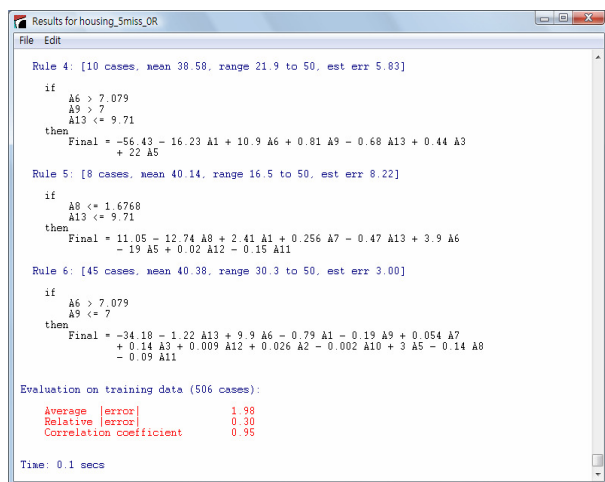 Results for housing_5miss_0R
File Edit
Rule 4: [10 cases, mean 38.58, range 21.9 to 50, est err 5.83]
if
A6 > 7.079
A9 > 7
A13 <= 9.71
then
Final = -56.43 - 16.23 A1 + 10.9 A6 + 0.81 A9 - 0.68 A13 + 0.44 A3
+ 22 A5
Rule 5: [8 cases, mean 40.14, range 16.5 to 50, est err 8.22]
if
A8 <= 1.6768
A13 <= 9.71
then
Final = 11.05 - 12.74 A8 + 2.41 A1 + 0.256 A7 - 0.47 A13 + 3.9 A6
- 19 A5 + 0.02 A12 - 0.15 A11
Rule 6: [45 cases, mean 40.38, range 30.3 to 50, est err 3.00]
if
A6 > 7.079
A9 <= 7
then
Final = -34.18 - 1.22 A13 + 9.9 A6 - 0.79 A1 - 0.19 A9 + 0.054 A7
+ 0.14 A3 + 0.009 A12 + 0.026 A2 - 0.002 A10 + 3 A5 - 0.14 A8
- 0.09 A11
Evaluation on training data (506 cases):
Average |error| 1.98
Relative |error| 0.30
Correlation coefficient 0.95
Time: 0.1 secs